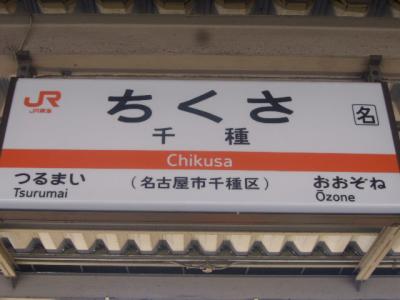 JR
JR東海
ちくさ
名
千種
Chikusa
つるまい
Tsurumai
(名古屋市千種区)
おおぞね
Ōzone